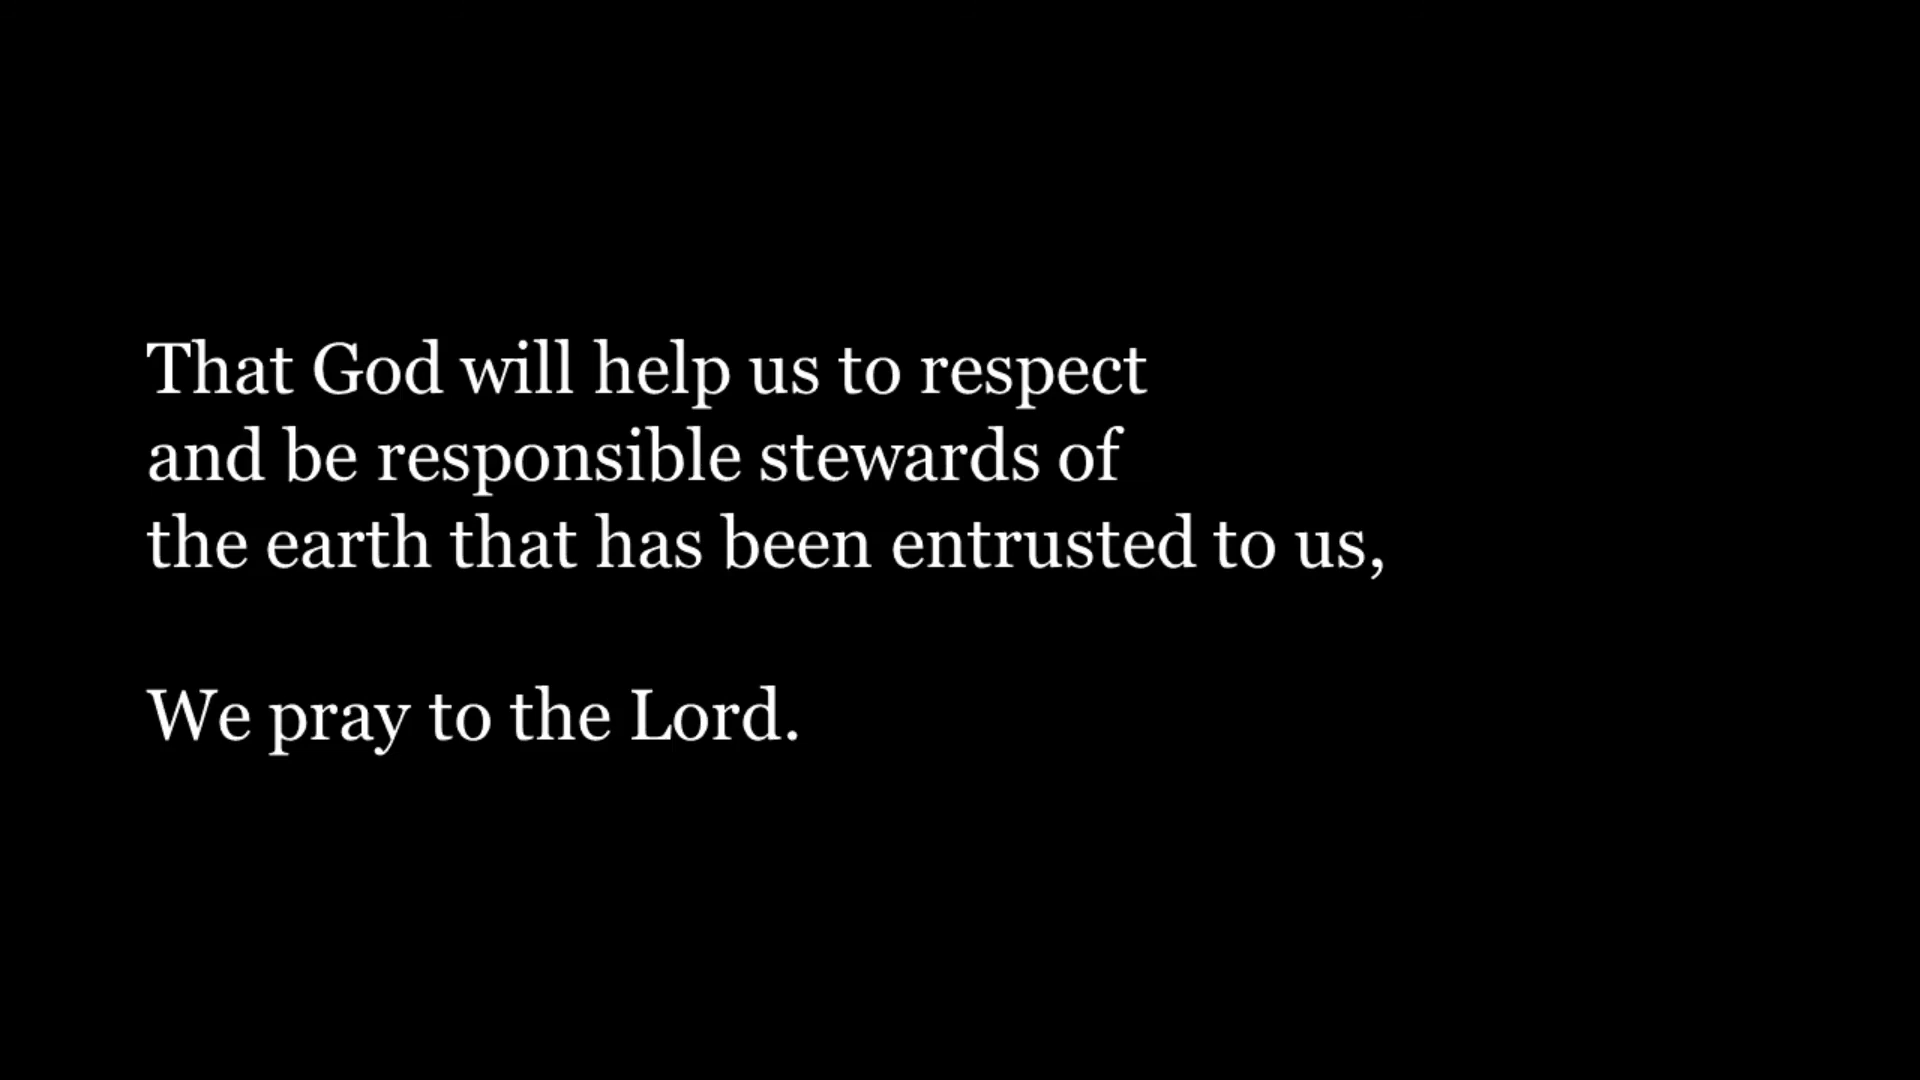 That God will help us to respect
and be responsible stewards of
the earth that has been entrusted to us,
We pray to the Lord.